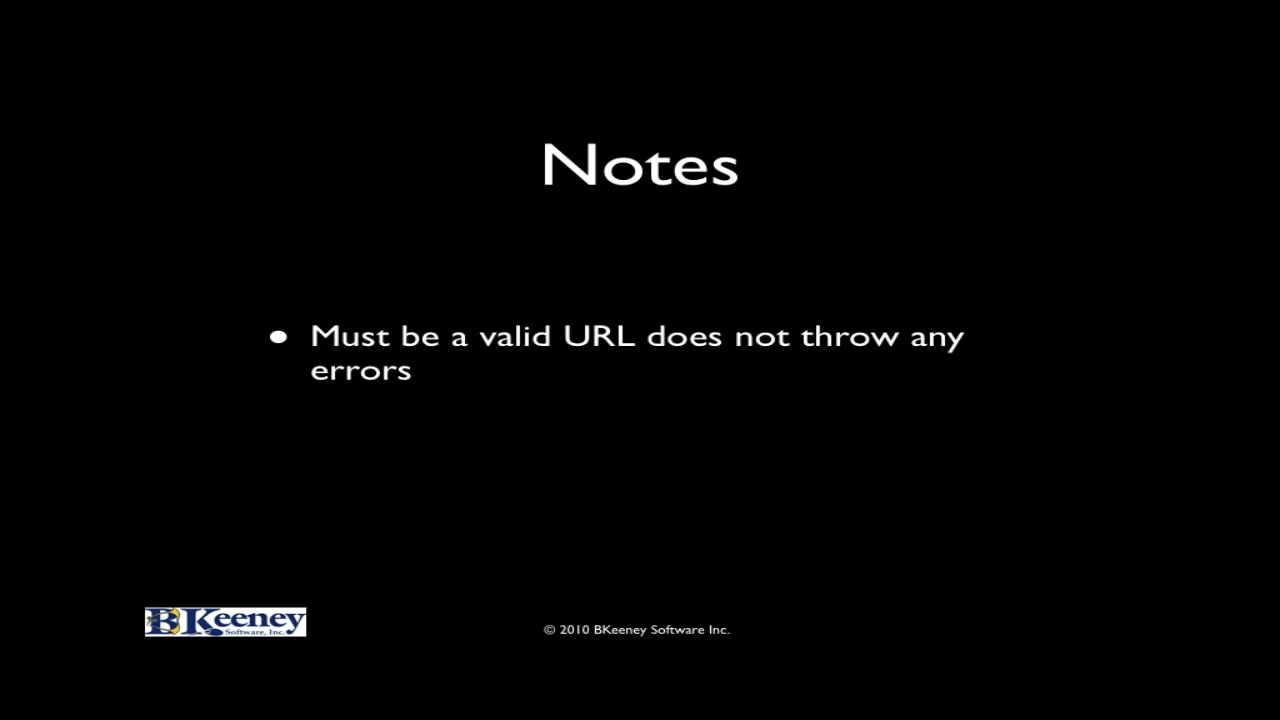 Notes
• Must be a valid URL does not throw any
errors
BKeeney
Software, Inc.
© 2010 BKeeney Software Inc.